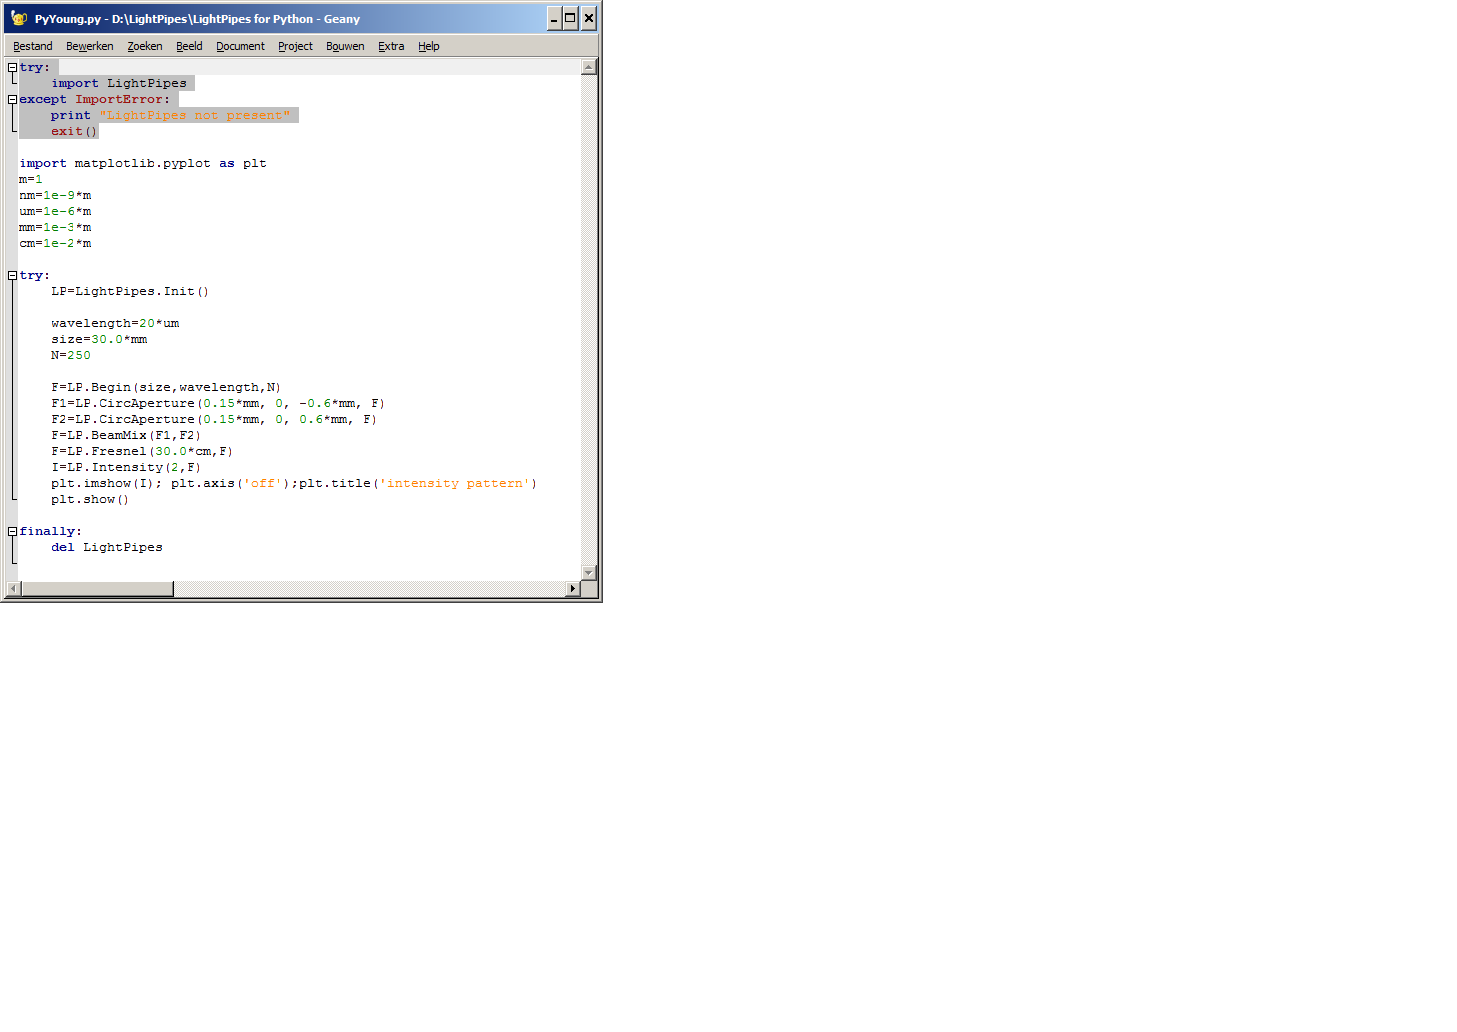 PyYoung.py - D:\LightPipes\LightPipes for Python - Geany
Bestand Bewerken Zoeken Beeld Document Project Bouwen Extra Help
try:
    import LightPipes
except ImportError:
    print "LightPipes not present"
    exit()
import matplotlib.pyplot as plt
m=1
nm=1e-9*m
um=1e-6*m
mm=1e-3*m
cm=1e-2*m
try:
    LP=LightPipes.Init()
    wavelength=20*um
    size=30.0*mm
    N=250
    F=LP.Begin(size,wavelength,N)
    F1=LP.CircAperture(0.15*mm, 0, -0.6*mm, F)
    F2=LP.CircAperture(0.15*mm, 0, 0.6*mm, F)
    F=LP.BeamMix(F1,F2)
    F=LP.Fresnel(30.0*cm,F)
    I=LP.Intensity(2,F)
    plt.imshow(I); plt.axis('off');plt.title('intensity pattern')
    plt.show()
finally:
    del LightPipes